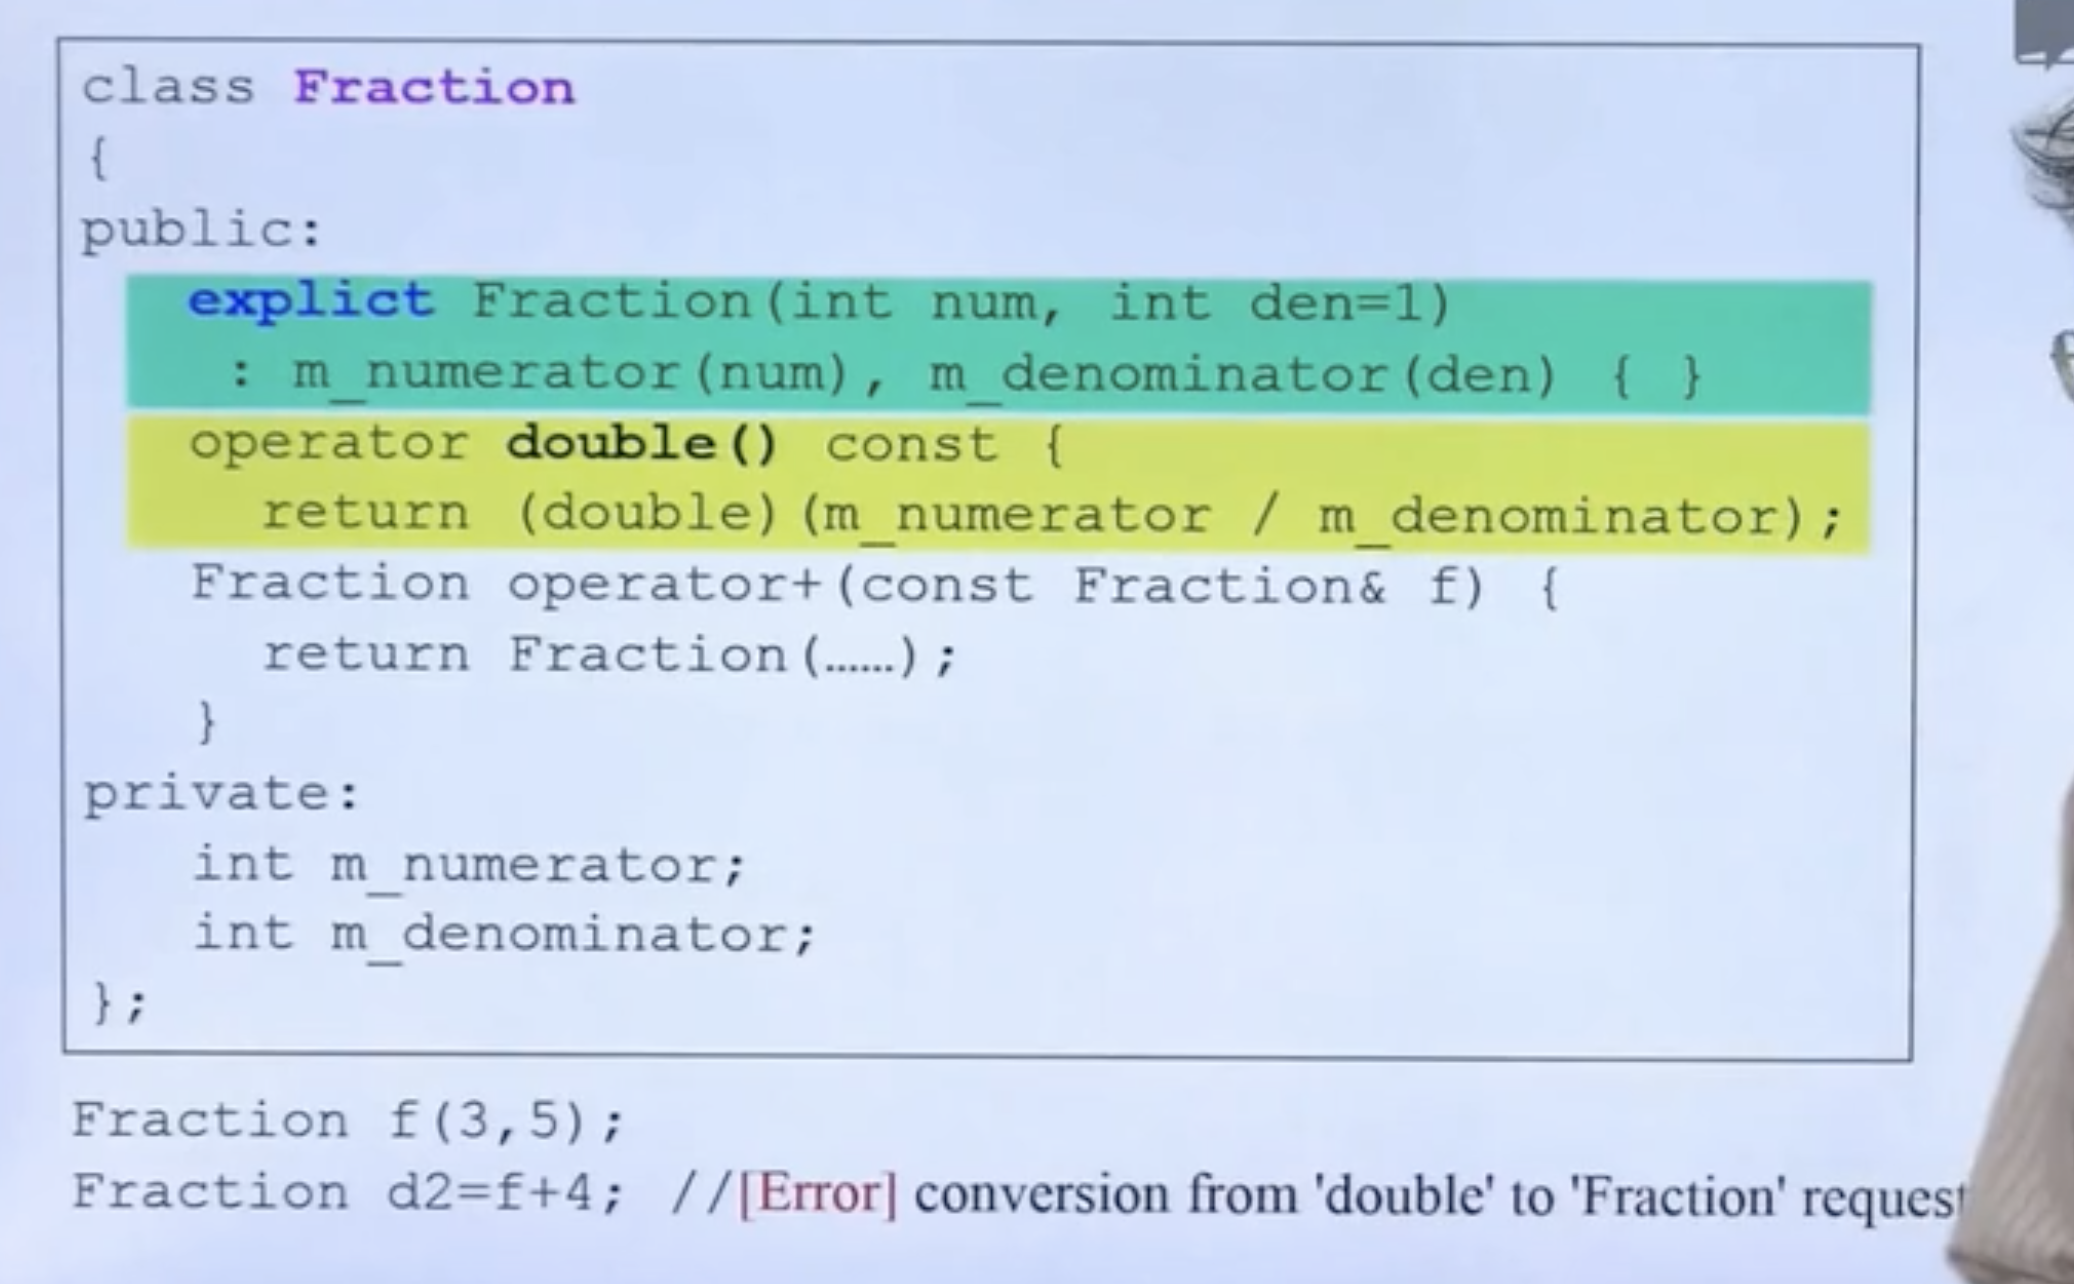 class Fraction
{
public:
explict Fraction(int num, int den=1)
: m_numerator(num), m_denominator(den) { }
operator double() const {
return (double)(m_numerator / m_denominator);
Fraction operator+(const Fraction& f) {
return Fraction(……);
}
private:
int m_numerator;
int m_denominator;
};
Fraction f(3,5);
Fraction d2=f+4; //[Error] conversion from 'double' to 'Fraction' request